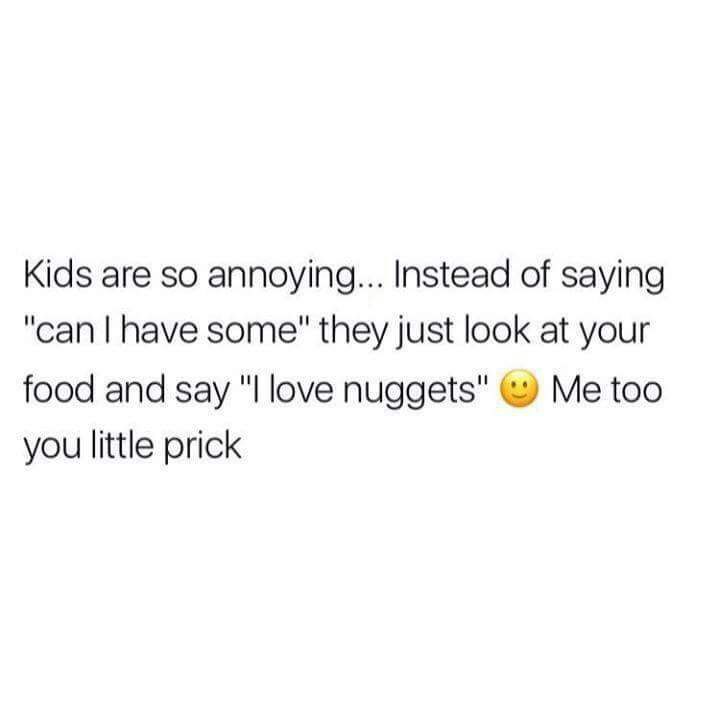 Kids are so annoying... Instead of saying
"can I have some" they just look at your
food and say "I love nuggets" 🙂 Me too
you little prick